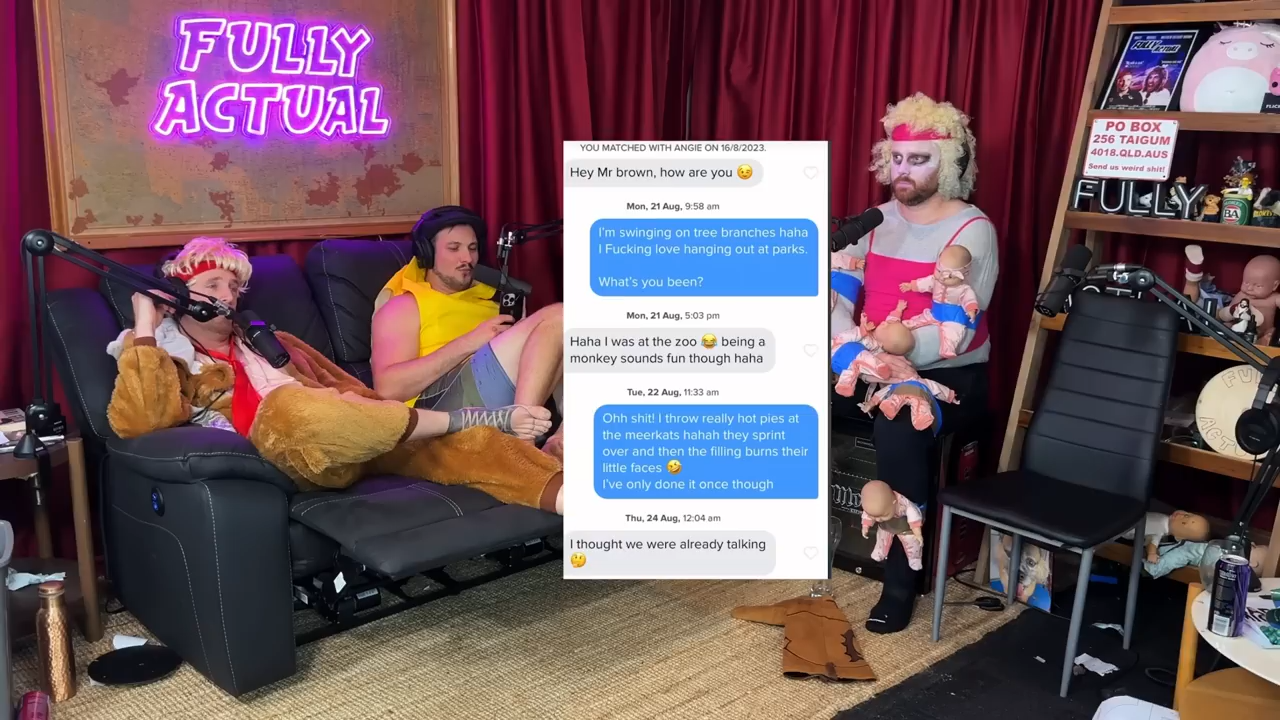 FULLY
ACTUAL
YOU MATCHED WITH ANGIE ON 16/8/2023.
Hey Mr brown, how are you 😉
Mon, 21 Aug, 9:58 am
I'm swinging on tree branches haha
I Fucking love hanging out at parks.
What's you been?
Mon, 21 Aug, 5:03 pm
Haha I was at the zoo 😂 being a
monkey sounds fun though haha
Tue, 22 Aug, 11:33 am
Ohh shit! I throw really hot pies at
the meerkats hahah they sprint
over and then the filling burns their
little faces 🤣
I've only done it once though
Thu, 24 Aug, 12:04 am
I thought we were already talking
🤔
FULLY
ACTUAL
PO BOX
256 TAIGUM
4018.QLD.AUS
Send us weird shit!
FULLY